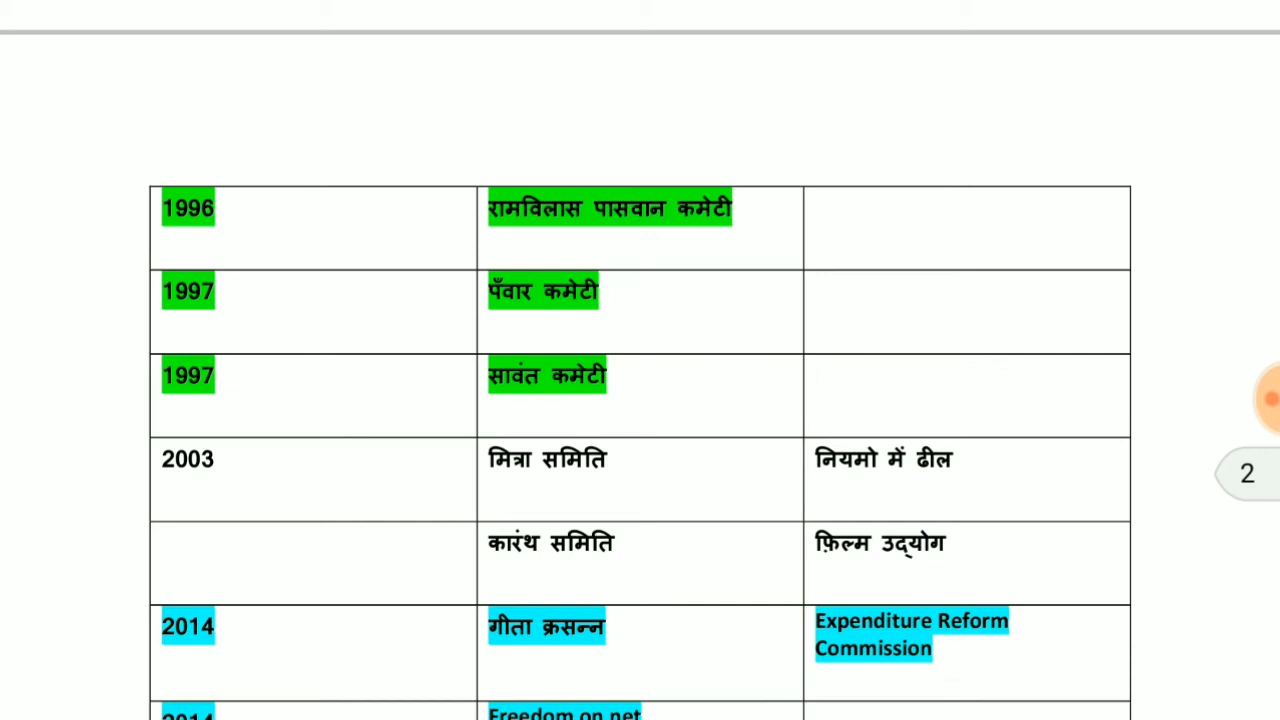 1996 रामविलास पासवान कमेटी
1997 पँवार कमेटी
1997 सावंत कमेटी
2003 मित्रा समिति नियमो में ढील
कारंथ समिति फ़िल्म उद्योग
2014 गीता क्रसन्न Expenditure Reform
Commission
2014 Freedom on net
2